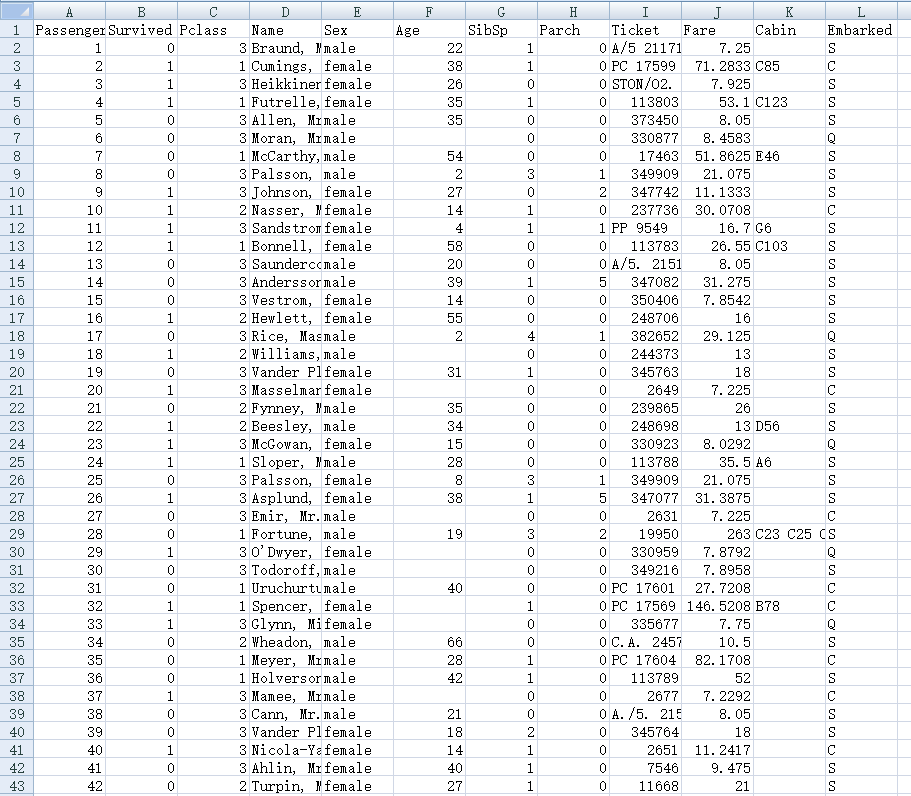 A B C D E F G H I J K L
1 Passenger Survived Pclass Name Sex Age SibSp Parch Ticket Fare Cabin Embarked
2 1 0 3 Braund, M male 22 1 0 A/5 21171 7.25 S
3 2 1 1 Cumings, female 38 1 0 PC 17599 71.2833 C85 C
4 3 1 3 Heikkinen female 26 0 0 STON/O2. 7.925 S
5 4 1 1 Futrelle, female 35 1 0 113803 53.1 C123 S
6 5 0 3 Allen, Mr male 35 0 0 373450 8.05 S
7 6 0 3 Moran, Mr male 0 0 330877 8.4583 Q
8 7 0 1 McCarthy, male 54 0 0 17463 51.8625 E46 S
9 8 0 3 Palsson, male 2 3 1 349909 21.075 S
10 9 1 3 Johnson, female 27 0 2 347742 11.1333 S
11 10 1 2 Nasser, M female 14 1 0 237736 30.0708 C
12 11 1 3 Sandstrom female 4 1 1 PP 9549 16.7 G6 S
13 12 1 1 Bonnell, female 58 0 0 113783 26.55 C103 S
14 13 0 3 Saunderco male 20 0 0 A/5. 2151 8.05 S
15 14 0 3 Andersson male 39 1 5 347082 31.275 S
16 15 0 3 Vestrom, female 14 0 0 350406 7.8542 S
17 16 1 2 Hewlett, female 55 0 0 248706 16 S
18 17 0 3 Rice, Mas male 2 4 1 382652 29.125 Q
19 18 1 2 Williams, male 0 0 244373 13 S
20 19 0 3 Vander Pl female 31 1 0 345763 18 S
21 20 1 3 Masselman female 0 0 2649 7.225 C
22 21 0 2 Fynney, M male 35 0 0 239865 26 S
23 22 1 2 Beesley, male 34 0 0 248698 13 D56 S
24 23 1 3 McGowan, female 15 0 0 330923 8.0292 Q
25 24 1 1 Sloper, M male 28 0 0 113788 35.5 A6 S
26 25 0 3 Palsson, female 8 3 1 349909 21.075 S
27 26 1 3 Asplund, female 38 1 5 347077 31.3875 S
28 27 0 3 Emir, Mr. male 0 0 2631 7.225 C
29 28 0 1 Fortune, male 19 3 2 19950 263 C23 C25 C S
30 29 1 3 O'Dwyer, female 0 0 330959 7.8792 Q
31 30 0 3 Todoroff, male 0 0 349216 7.8958 S
32 31 0 1 Uruchurtu male 40 0 0 PC 17601 27.7208 C
33 32 1 1 Spencer, female 1 0 PC 17569 146.5208 B78 C
34 33 1 3 Glynn, Mi female 0 0 335677 7.75 Q
35 34 0 2 Wheadon, male 66 0 0 C.A. 2457 10.5 S
36 35 0 1 Meyer, Mr male 28 1 0 PC 17604 82.1708 C
37 36 0 1 Holverson male 42 1 0 113789 52 S
38 37 1 3 Mamee, Mr male 0 0 2677 7.2292 C
39 38 0 3 Cann, Mr. male 21 0 0 A./5. 215 8.05 S
40 39 0 3 Vander Pl female 18 2 0 345764 18 S
41 40 1 3 Nicola-Ya female 14 1 0 2651 11.2417 C
42 41 0 3 Ahlin, Mr female 40 1 0 7546 9.475 S
43 42 0 2 Turpin, M female 27 1 0 11668 21 S